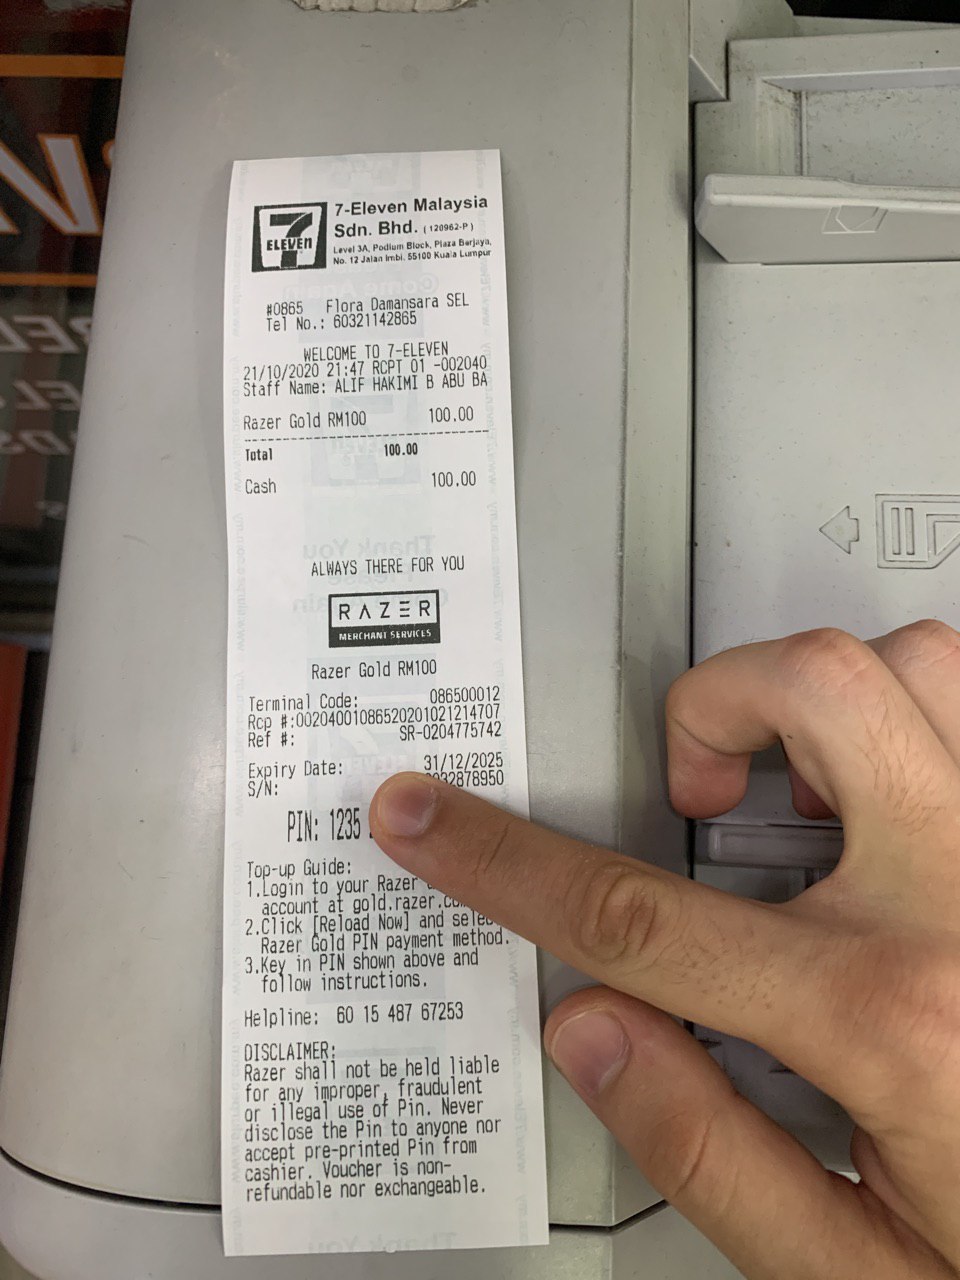 7-Eleven Malaysia
Sdn. Bhd. (120962-P)
Level 3A, Podium Block, Plaza Berjaya,
No. 12 Jalan Imbi, 55100 Kuala Lumpur
7
ELEVEN
#0865 Flora Damansara SEL
Tel No.: 60321142865
WELCOME TO 7-ELEVEN
21/10/2020 21:47 RCPT 01 -002040
Staff Name: ALIF HAKIMI B ABU BA
Razer Gold RM100 100.00
Total 100.00
Cash 100.00
ALWAYS THERE FOR YOU
RAZER
MERCHANT SERVICES
Razer Gold RM100
Terminal Code: 086500012
Rcp #:00204001086520201021214707
Ref #: SR-0204775742
Expiry Date: 31/12/2025
S/N: 32878950
PIN: 1235
Top-up Guide:
1.Login to your Razer
account at gold.razer.
2.Click [Reload Now] and select
Razer Gold PIN payment method.
3.Key in PIN shown above and
follow instructions.
Helpline: 60 15 487 67253
DISCLAIMER:
Razer shall not be held liable
for any improper, fraudulent
or illegal use of Pin. Never
disclose the Pin to anyone nor
accept pre-printed Pin from
cashier. Voucher is non-
refundable nor exchangeable.